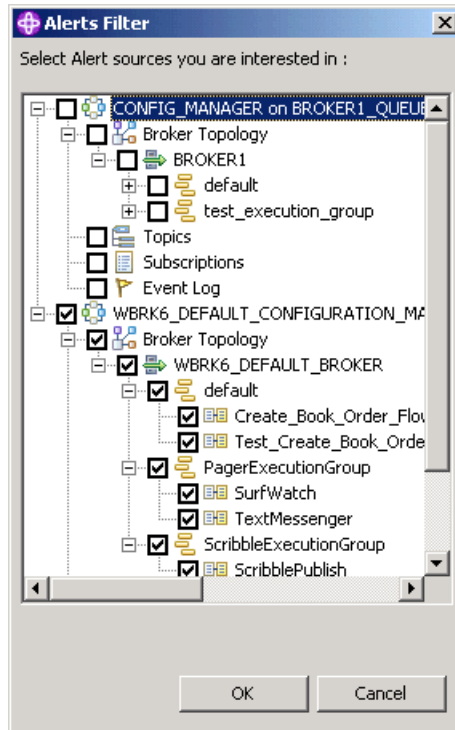 Alerts Filter
Select Alert sources you are interested in :
CONFIG_MANAGER on BROKER1_QUEUE
Broker Topology
BROKER1
default
test_execution_group
Topics
Subscriptions
Event Log
WBRK6_DEFAULT_CONFIGURATION_MA
Broker Topology
WBRK6_DEFAULT_BROKER
default
Create_Book_Order_Flo
Test_Create_Book_Orde
PagerExecutionGroup
SurfWatch
TextMessenger
ScribbleExecutionGroup
ScribblePublish
OK Cancel